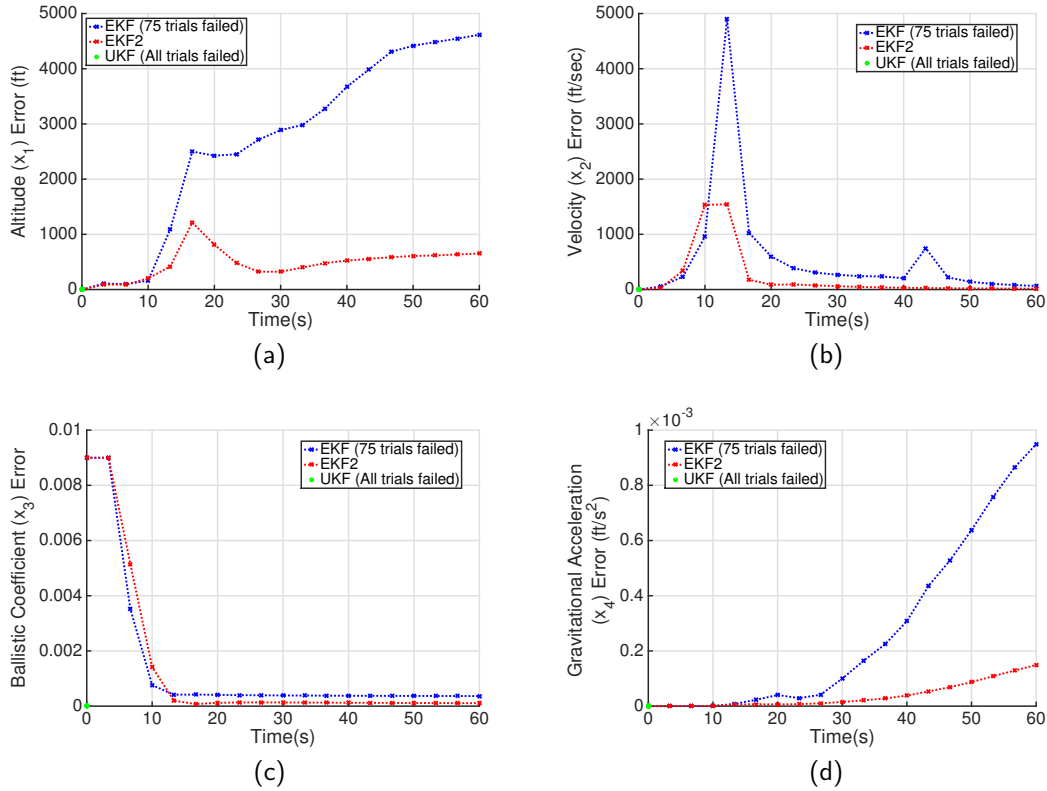 EKF (75 trials failed)
EKF2
UKF (All trials failed)
5000
4000
3000
2000
1000
0
Altitude (x1) Error (ft)
0 10 20 30 40 50 60
Time(s)
(a)
EKF (75 trials failed)
EKF2
UKF (All trials failed)
5000
4000
3000
2000
1000
0
Velocity (x2) Error (ft/sec)
0 10 20 30 40 50 60
Time(s)
(b)
EKF (75 trials failed)
EKF2
UKF (All trials failed)
0.01
0.008
0.006
0.004
0.002
0
Ballistic Coefficient (x3) Error
0 10 20 30 40 50 60
Time(s)
(c)
×10-3
EKF (75 trials failed)
EKF2
UKF (All trials failed)
1
0.8
0.6
0.4
0.2
0
Gravitational Acceleration
(x4) Error (ft/s2)
0 10 20 30 40 50 60
Time(s)
(d)